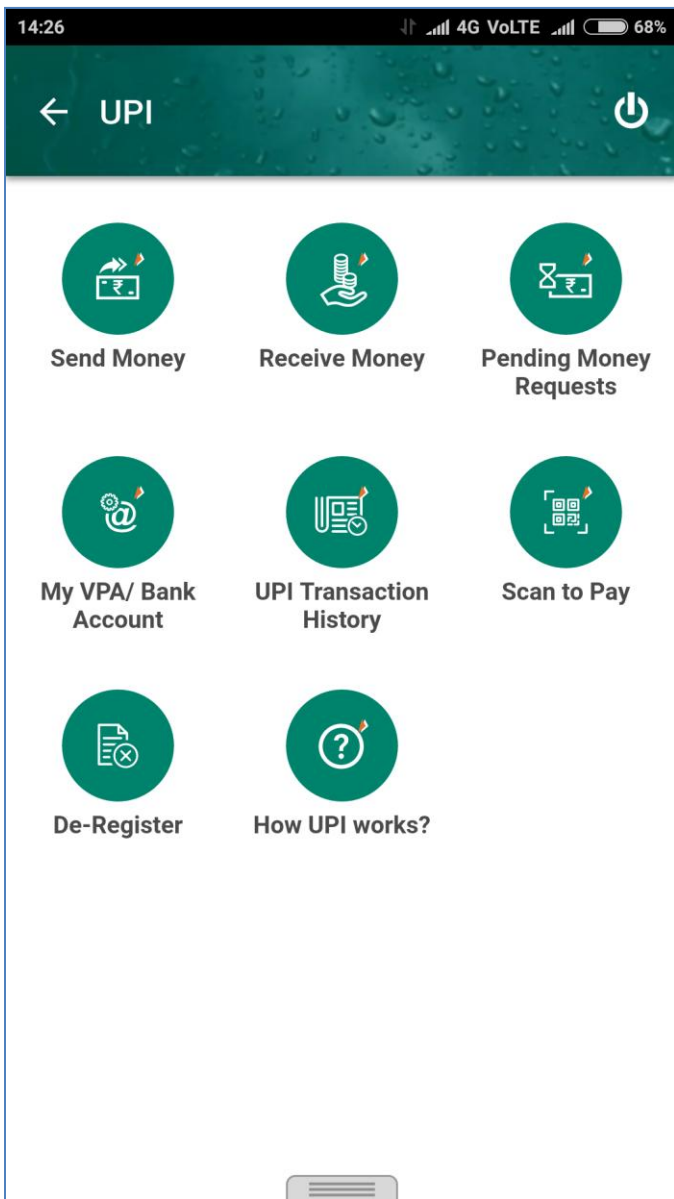 14:26 4G VoLTE 68%
UPI
Send Money Receive Money Pending Money
Requests
My VPA/ Bank UPI Transaction Scan to Pay
Account History
De-Register How UPI works?